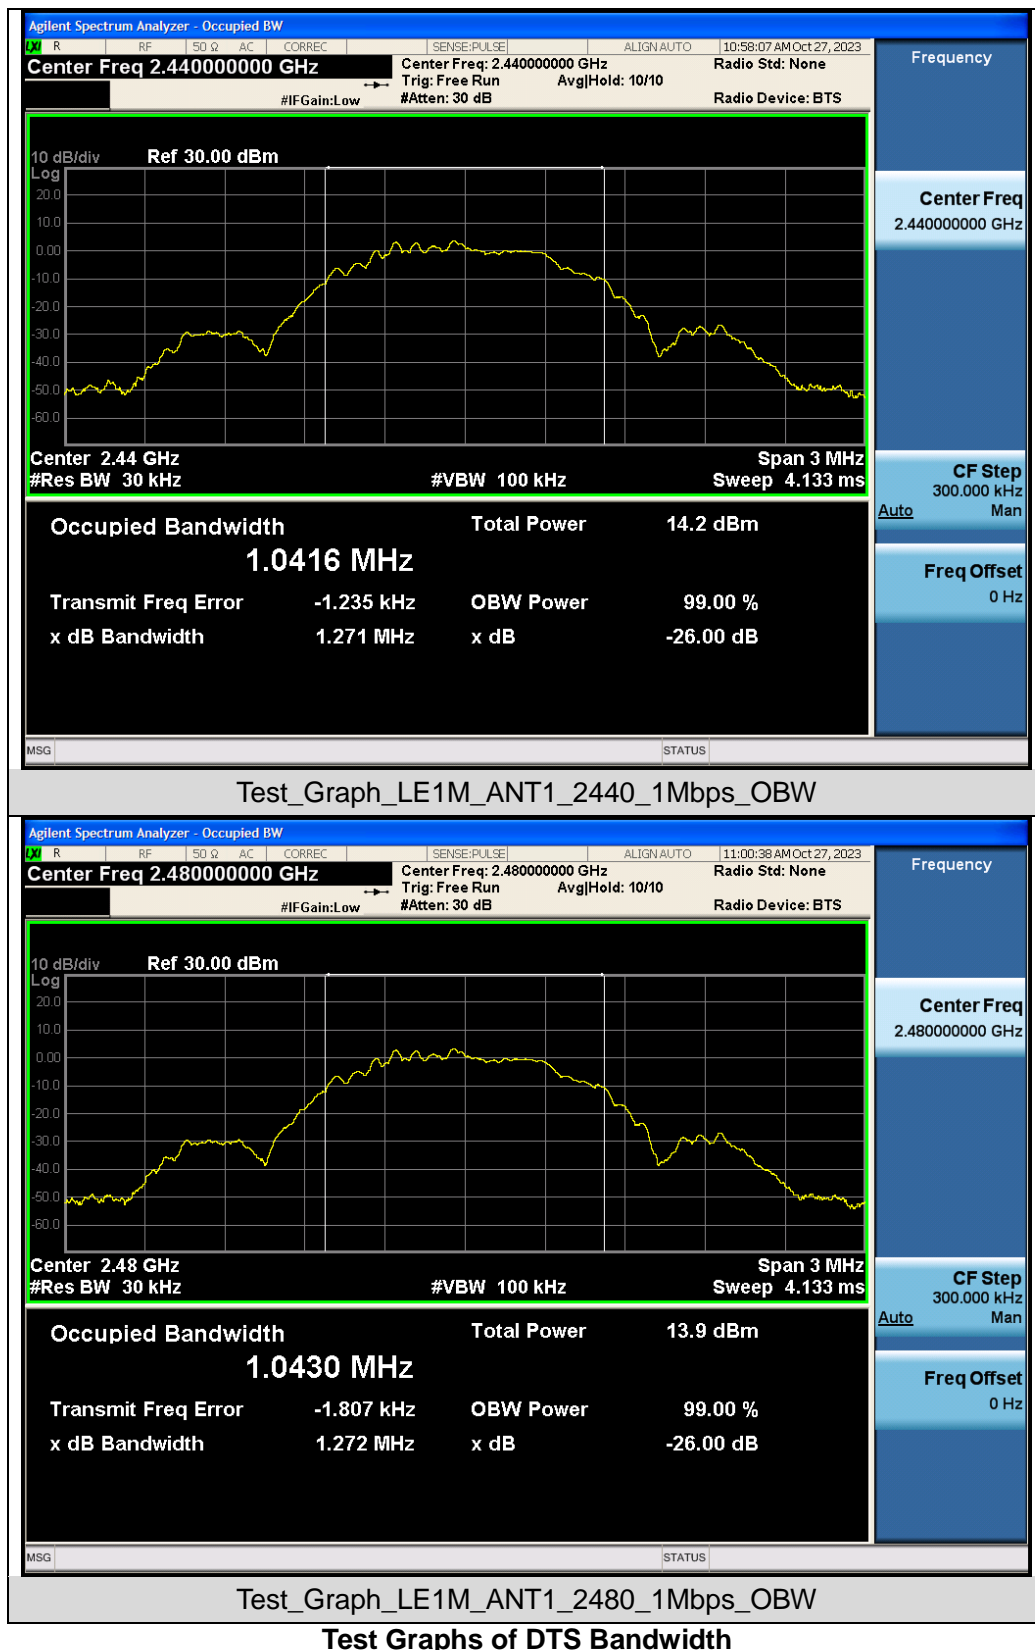 Agilent Spectrum Analyzer - Occupied BW
LXI R RF 50 Ω AC CORREC SENSE:PULSE ALIGN AUTO 10:58:07 AM Oct 27, 2023
Center Freq 2.440000000 GHz Center Freq: 2.440000000 GHz Radio Std: None Frequency
Trig: Free Run Avg|Hold: 10/10
#IFGain:Low #Atten: 30 dB Radio Device: BTS
10 dB/div Ref 30.00 dBm
Log
20.0
10.0
0.00
-10.0
-20.0
-30.0
-40.0
-50.0
-60.0
Center Freq
2.440000000 GHz
Center 2.44 GHz Span 3 MHz
#Res BW 30 kHz #VBW 100 kHz Sweep 4.133 ms
CF Step
300.000 kHz
Auto Man
Occupied Bandwidth Total Power 14.2 dBm
1.0416 MHz
Transmit Freq Error -1.235 kHz OBW Power 99.00 %
x dB Bandwidth 1.271 MHz x dB -26.00 dB
Freq Offset
0 Hz
MSG STATUS
Test_Graph_LE1M_ANT1_2440_1Mbps_OBW
Agilent Spectrum Analyzer - Occupied BW
LXI R RF 50 Ω AC CORREC SENSE:PULSE ALIGN AUTO 11:00:38 AM Oct 27, 2023
Center Freq 2.480000000 GHz Center Freq: 2.480000000 GHz Radio Std: None Frequency
Trig: Free Run Avg|Hold: 10/10
#IFGain:Low #Atten: 30 dB Radio Device: BTS
10 dB/div Ref 30.00 dBm
Log
20.0
10.0
0.00
-10.0
-20.0
-30.0
-40.0
-50.0
-60.0
Center Freq
2.480000000 GHz
Center 2.48 GHz Span 3 MHz
#Res BW 30 kHz #VBW 100 kHz Sweep 4.133 ms
CF Step
300.000 kHz
Auto Man
Occupied Bandwidth Total Power 13.9 dBm
1.0430 MHz
Transmit Freq Error -1.807 kHz OBW Power 99.00 %
x dB Bandwidth 1.272 MHz x dB -26.00 dB
Freq Offset
0 Hz
MSG STATUS
Test_Graph_LE1M_ANT1_2480_1Mbps_OBW
Test Graphs of DTS Bandwidth